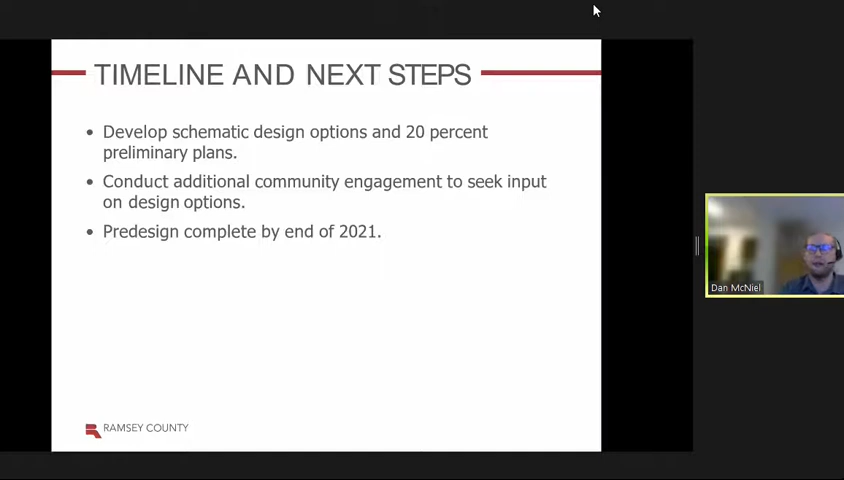 TIMELINE AND NEXT STEPS
• Develop schematic design options and 20 percent
preliminary plans.
• Conduct additional community engagement to seek input
on design options.
• Predesign complete by end of 2021.
Dan McNiel
RAMSEY COUNTY